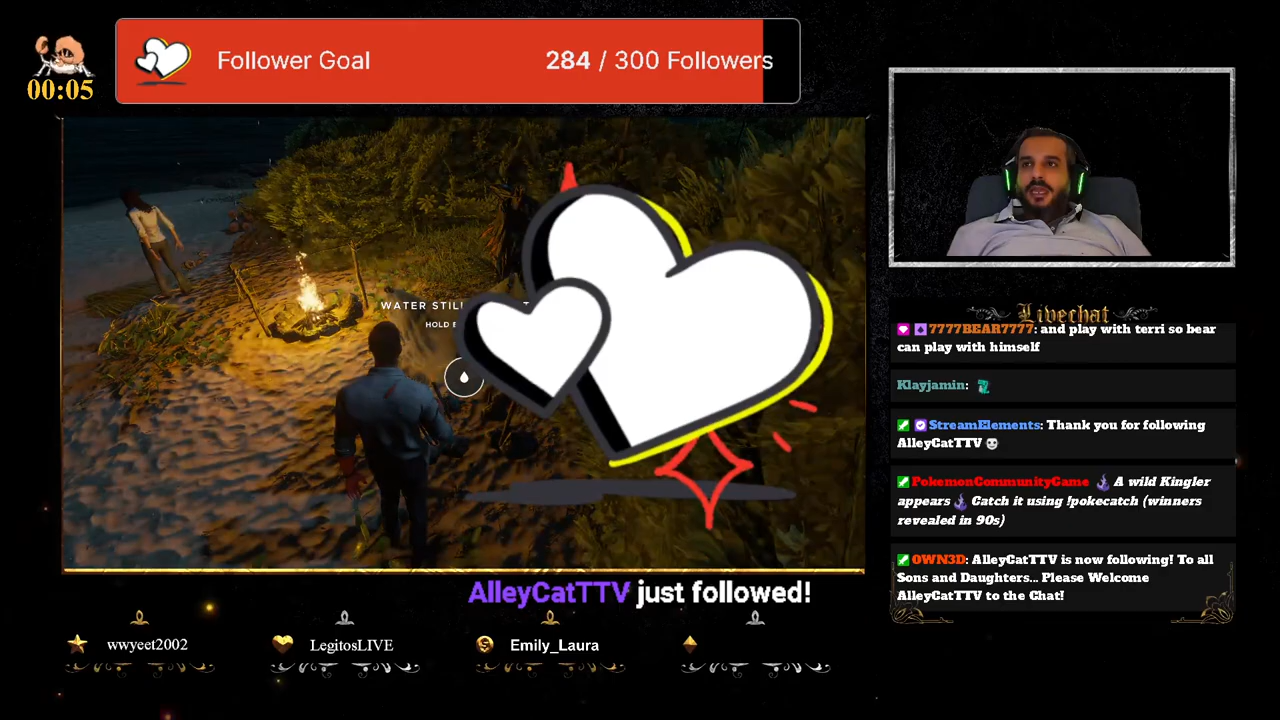 00:05
Follower Goal
284 / 300 Followers
WATER STILL
HOLD E
AlleyCatTTV just followed!
wwyeet2002
LegitosLIVE
Emily_Laura
Livechat
7777BEAR7777: and play with terri so bear
can play with himself
Klayjamin:
StreamElements: Thank you for following
AlleyCatTTV
PokemonCommunityGame A wild Kingler
appears Catch it using !pokecatch (winners
revealed in 90s)
OWN3D: AlleyCatTTV is now following! To all
Sons and Daughters... Please Welcome
AlleyCatTTV to the Chat!